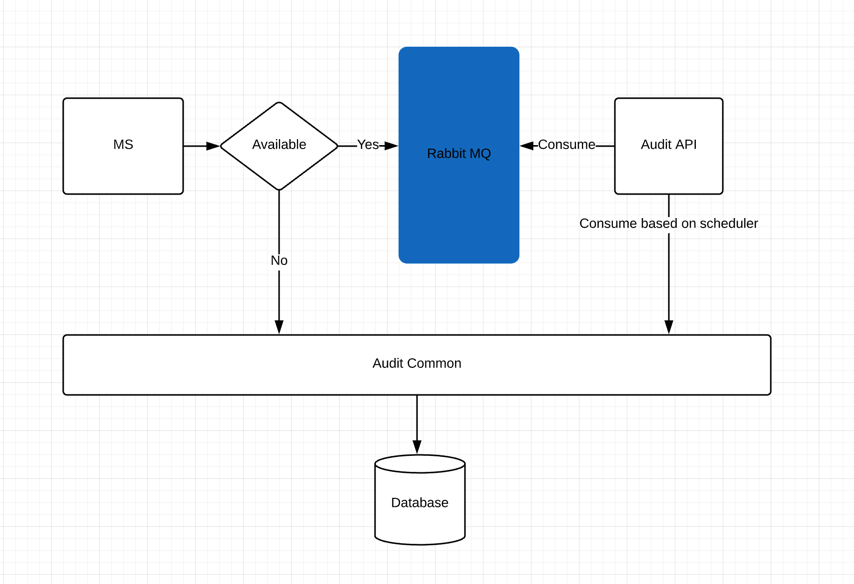 MS
Available
Yes
Rabbit MQ
Consume
Audit API
Consume based on scheduler
No
Audit Common
Database